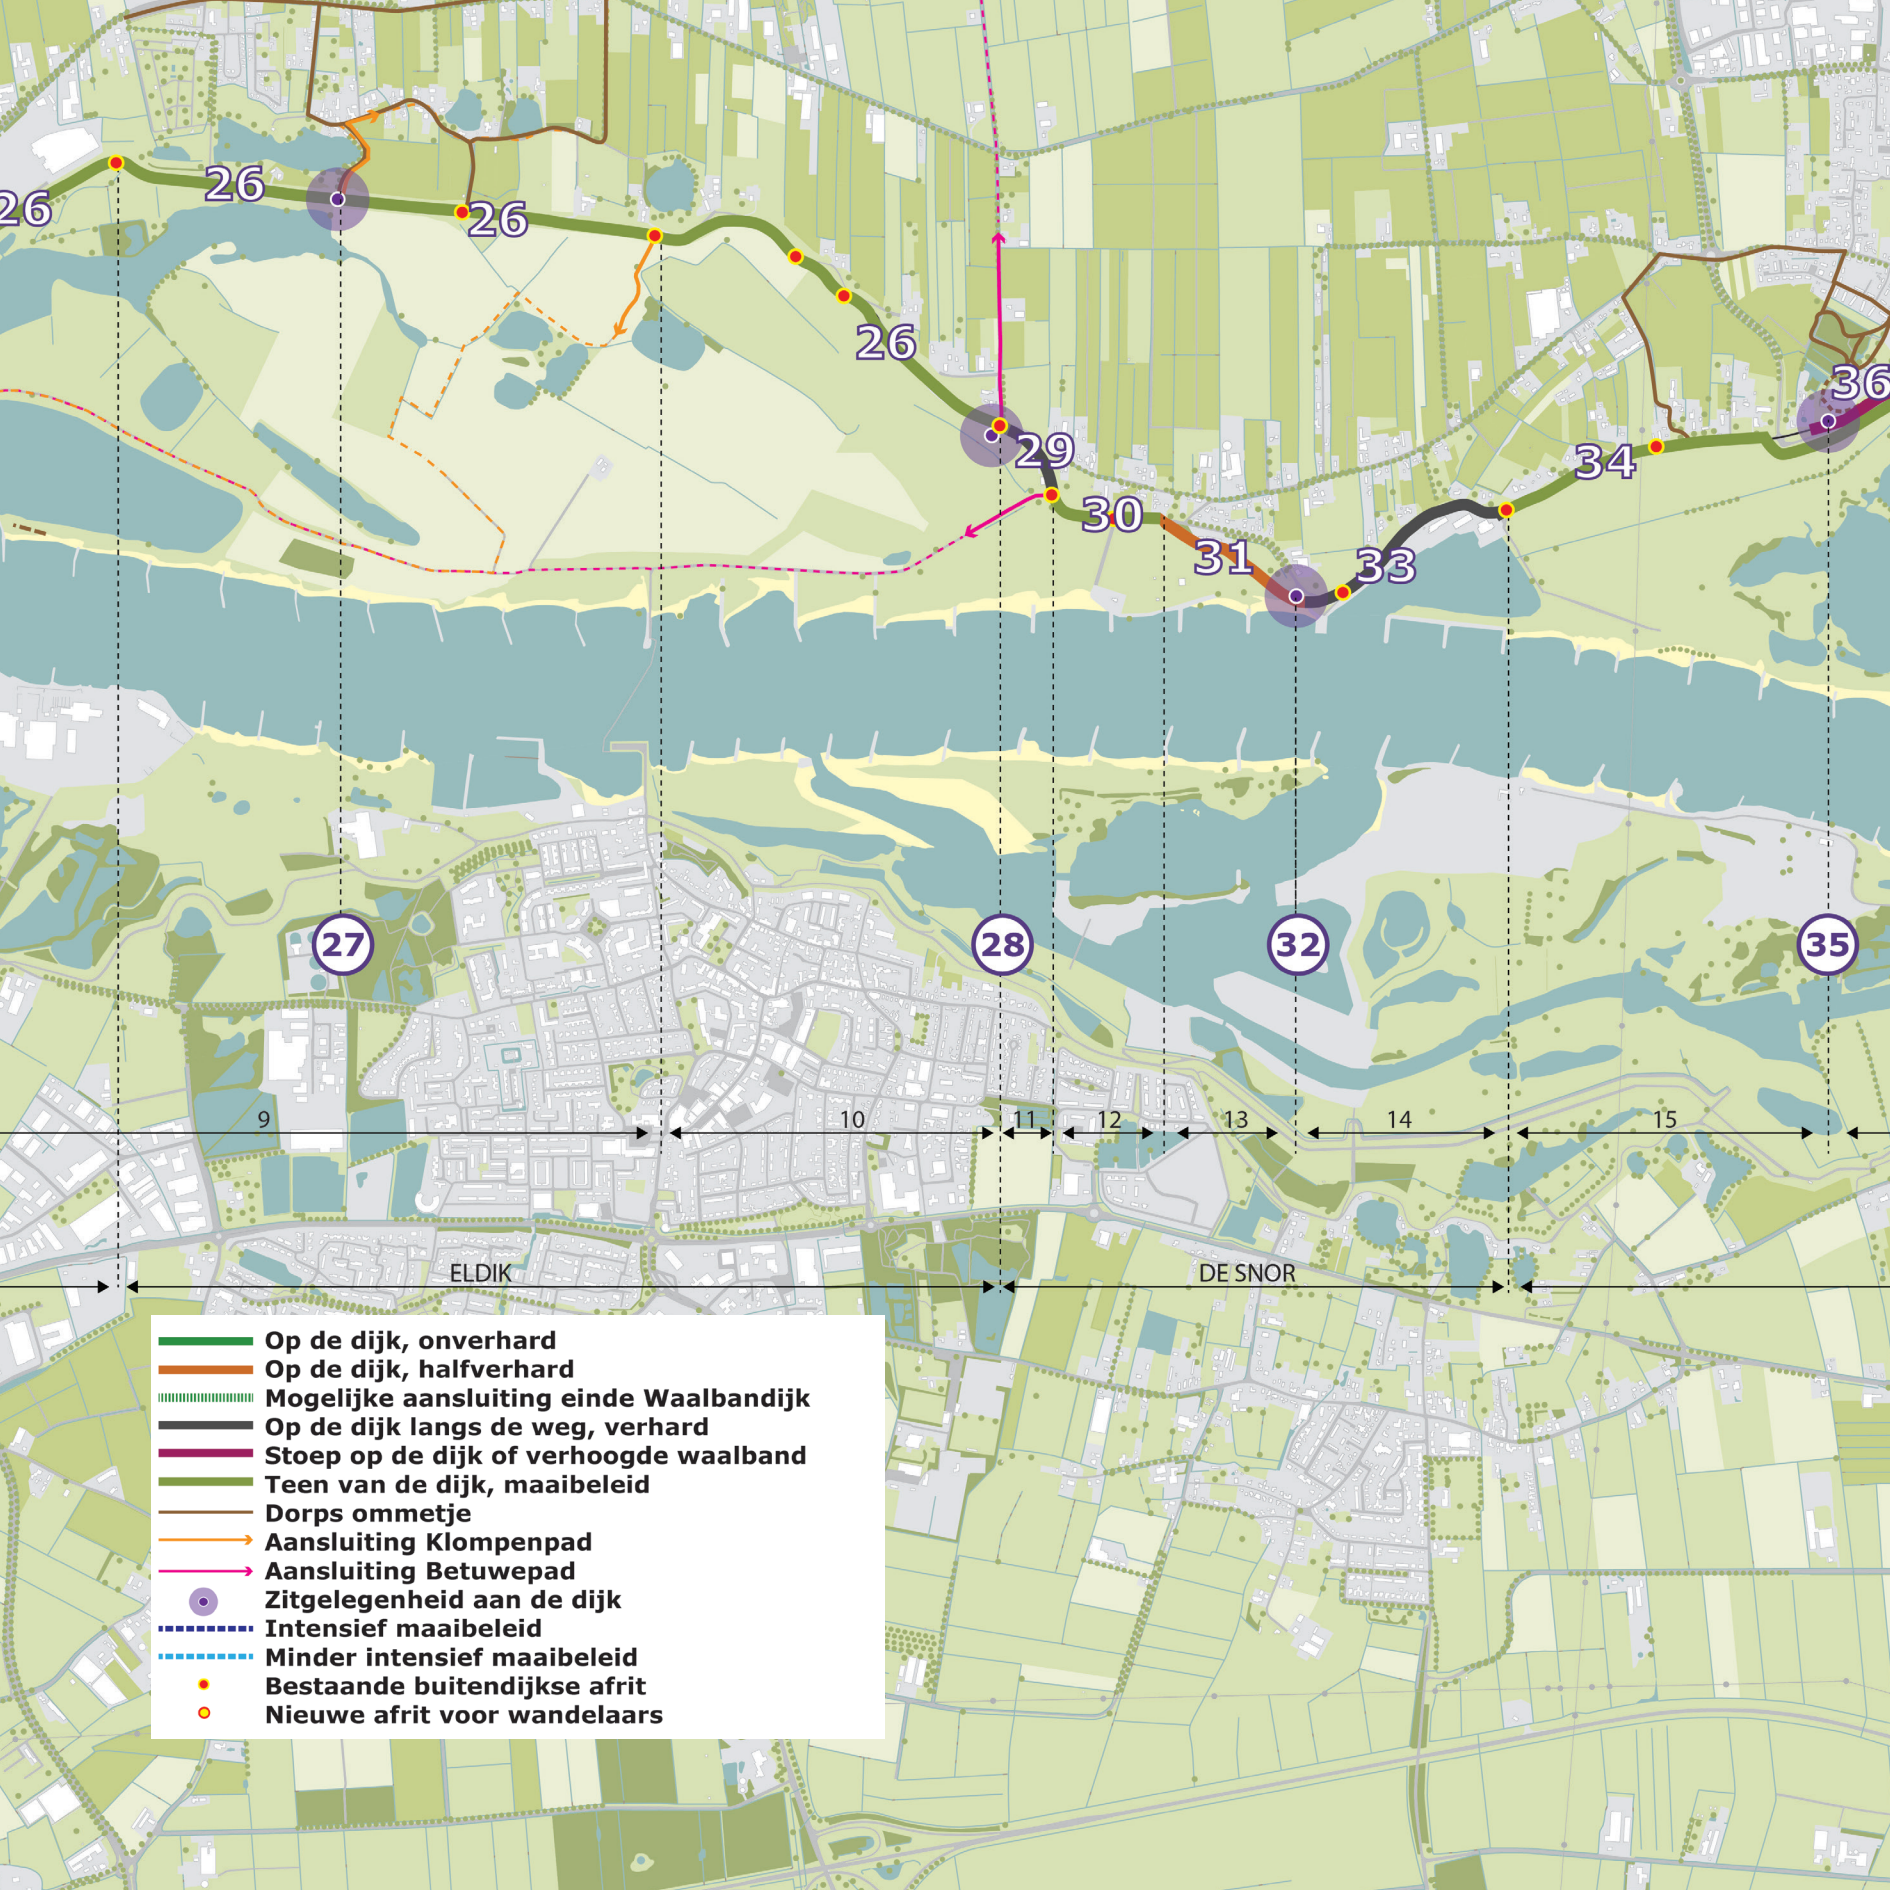 26
26
26
26
29
30
31
33
34
36
27
28
32
35
9
10
11
12
13
14
15
ELDIK
DE SNOR
Op de dijk, onverhard
Op de dijk, halfverhard
Mogelijke aansluiting einde Waalbandijk
Op de dijk langs de weg, verhard
Stoep op de dijk of verhoogde waalband
Teen van de dijk, maaibeleid
Dorps ommetje
Aansluiting Klompenpad
Aansluiting Betuwepad
Zitgelegenheid aan de dijk
Intensief maaibeleid
Minder intensief maaibeleid
Bestaande buitendijkse afrit
Nieuwe afrit voor wandelaars